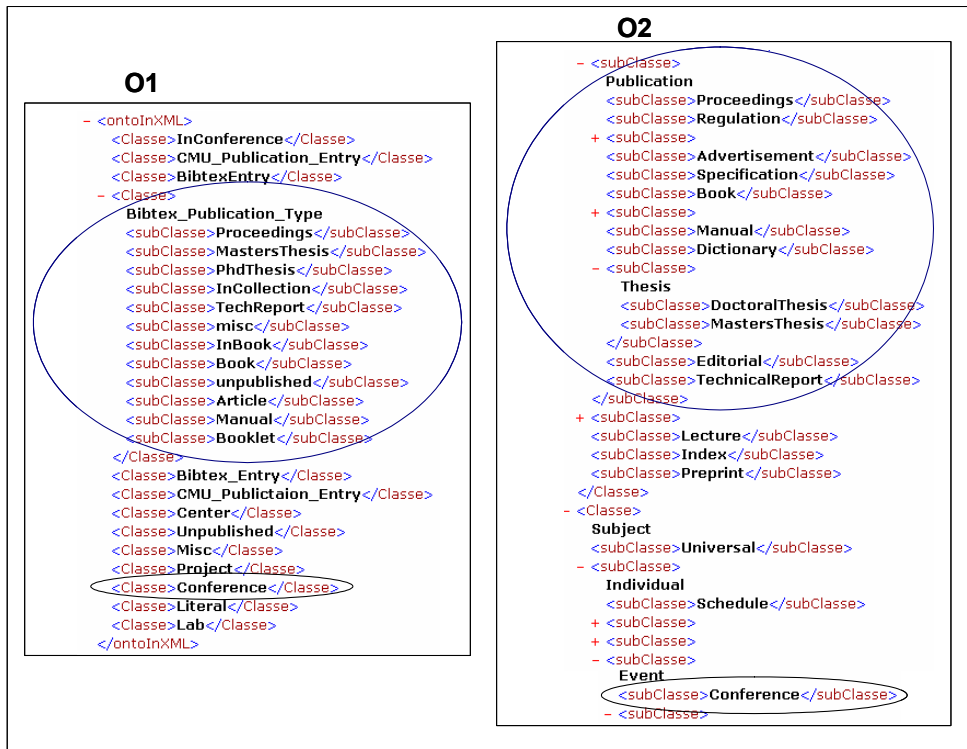 O1
- <ontoInXML>
<Classe>InConference</Classe>
<Classe>CMU_Publication_Entry</Classe>
<Classe>BibtexEntry</Classe>
- <Classe>
Bibtex_Publication_Type
<subClasse>Proceedings</subClasse>
<subClasse>MastersThesis</subClasse>
<subClasse>PhdThesis</subClasse>
<subClasse>InCollection</subClasse>
<subClasse>TechReport</subClasse>
<subClasse>misc</subClasse>
<subClasse>InBook</subClasse>
<subClasse>Book</subClasse>
<subClasse>unpublished</subClasse>
<subClasse>Article</subClasse>
<subClasse>Manual</subClasse>
<subClasse>Booklet</subClasse>
</Classe>
<Classe>Bibtex_Entry</Classe>
<Classe>CMU_Publictaion_Entry</Classe>
<Classe>Center</Classe>
<Classe>Unpublished</Classe>
<Classe>Misc</Classe>
<Classe>Project</Classe>
<Classe>Conference</Classe>
<Classe>Literal</Classe>
<Classe>Lab</Classe>
</ontoInXML>
O2
- <subClasse>
Publication
<subClasse>Proceedings</subClasse>
<subClasse>Regulation</subClasse>
+ <subClasse>
<subClasse>Advertisement</subClasse>
<subClasse>Specification</subClasse>
<subClasse>Book</subClasse>
+ <subClasse>
<subClasse>Manual</subClasse>
<subClasse>Dictionary</subClasse>
- <subClasse>
Thesis
<subClasse>DoctoralThesis</subClasse>
<subClasse>MastersThesis</subClasse>
</subClasse>
<subClasse>Editorial</subClasse>
<subClasse>TechnicalReport</subClasse>
</subClasse>
+ <subClasse>
<subClasse>Lecture</subClasse>
<subClasse>Index</subClasse>
<subClasse>Preprint</subClasse>
</Classe>
- <Classe>
Subject
<subClasse>Universal</subClasse>
- <subClasse>
Individual
<subClasse>Schedule</subClasse>
+ <subClasse>
+ <subClasse>
- <subClasse>
Event
<subClasse>Conference</subClasse>
- <subClasse>